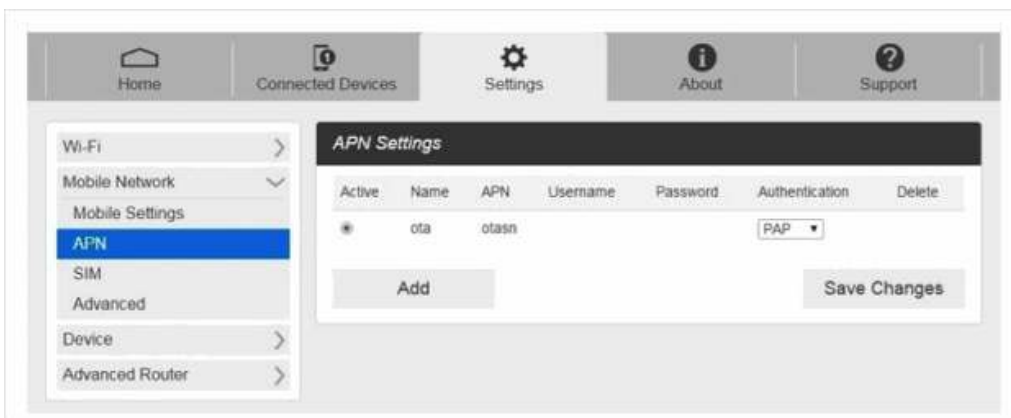 Home Connected Devices Settings About Support
Wi-Fi
Mobile Network
Mobile Settings
APN
SIM
Advanced
Device
Advanced Router
APN Settings
Active Name APN Username Password Authentication Delete
ota otasn PAP
Add Save Changes